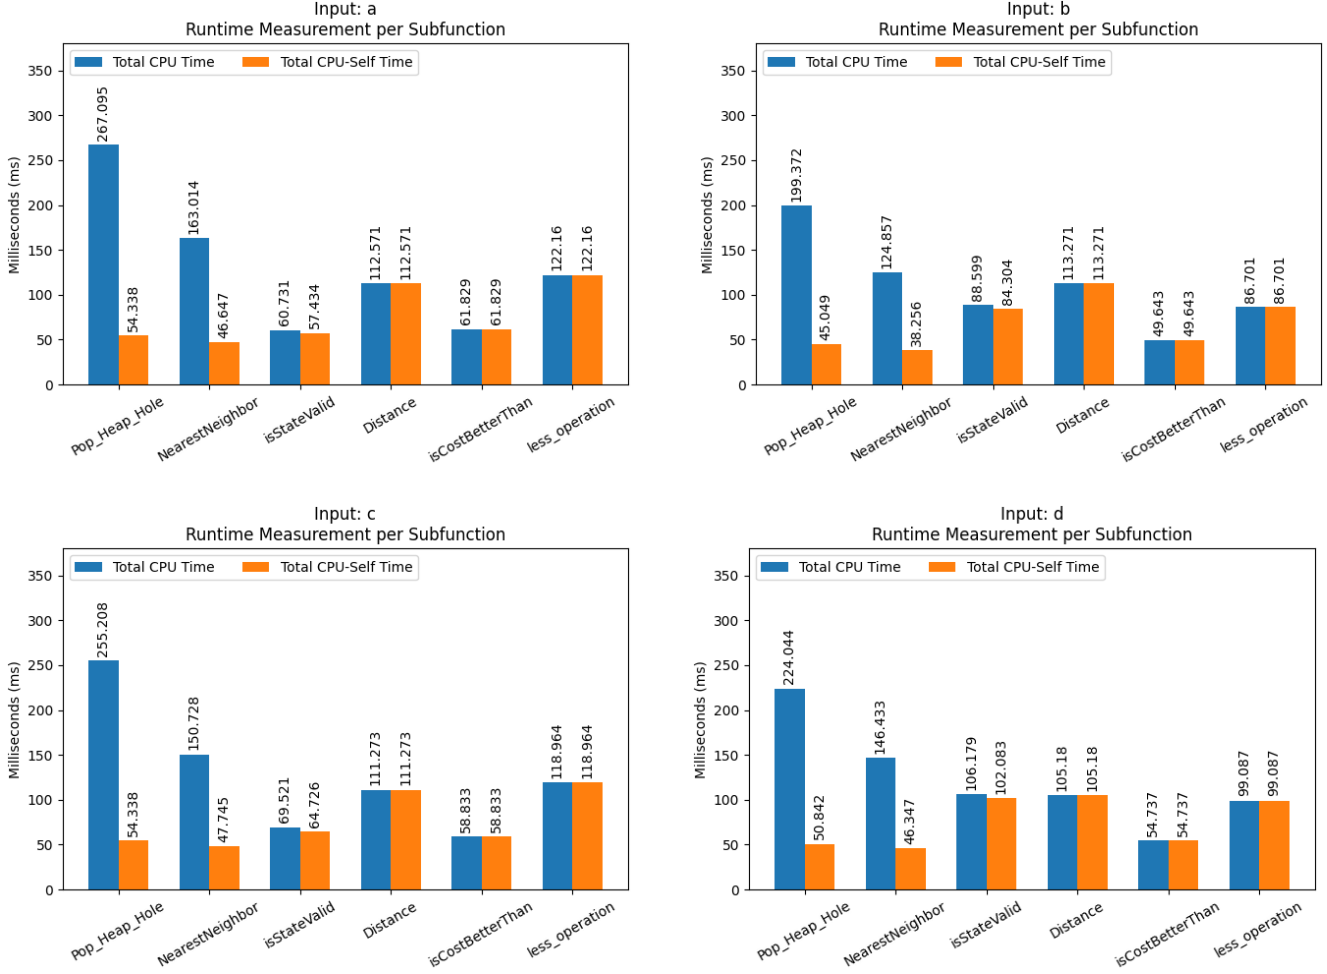 Input: a
Runtime Measurement per Subfunction
Total CPU Time
Total CPU-Self Time
Milliseconds (ms)
350
300
250
200
150
100
50
0
267.095
54.338
163.014
46.647
60.731
57.434
112.571
112.571
61.829
61.829
122.16
122.16
Pop_Heap_Hole
NearestNeighbor
isStateValid
Distance
isCostBetterThan
less_operation
Input: b
Runtime Measurement per Subfunction
Total CPU Time
Total CPU-Self Time
Milliseconds (ms)
350
300
250
200
150
100
50
0
199.372
45.049
124.857
38.256
88.599
84.304
113.271
113.271
49.643
49.643
86.701
86.701
Pop_Heap_Hole
NearestNeighbor
isStateValid
Distance
isCostBetterThan
less_operation
Input: c
Runtime Measurement per Subfunction
Total CPU Time
Total CPU-Self Time
Milliseconds (ms)
350
300
250
200
150
100
50
0
255.208
54.338
150.728
47.745
69.521
64.726
111.273
111.273
58.833
58.833
118.964
118.964
Pop_Heap_Hole
NearestNeighbor
isStateValid
Distance
isCostBetterThan
less_operation
Input: d
Runtime Measurement per Subfunction
Total CPU Time
Total CPU-Self Time
Milliseconds (ms)
350
300
250
200
150
100
50
0
224.044
50.842
146.433
46.347
106.179
102.083
105.18
105.18
54.737
54.737
99.087
99.087
Pop_Heap_Hole
NearestNeighbor
isStateValid
Distance
isCostBetterThan
less_operation